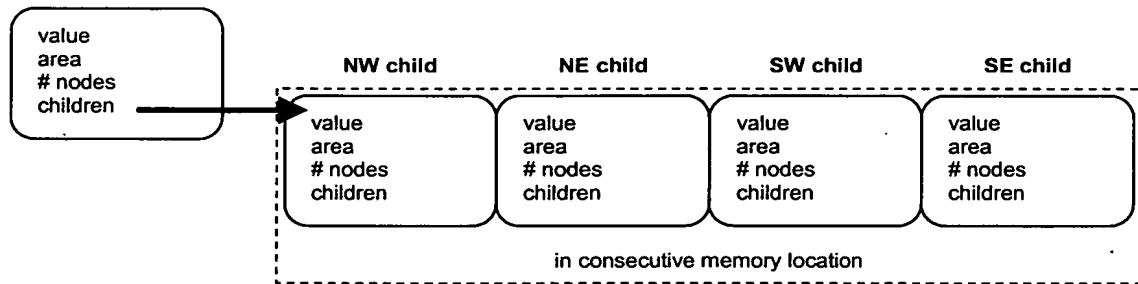 value
area
# nodes
children
NW child
NE child
SW child
SE child
value
area
# nodes
children
value
area
# nodes
children
value
area
# nodes
children
value
area
# nodes
children
in consecutive memory location